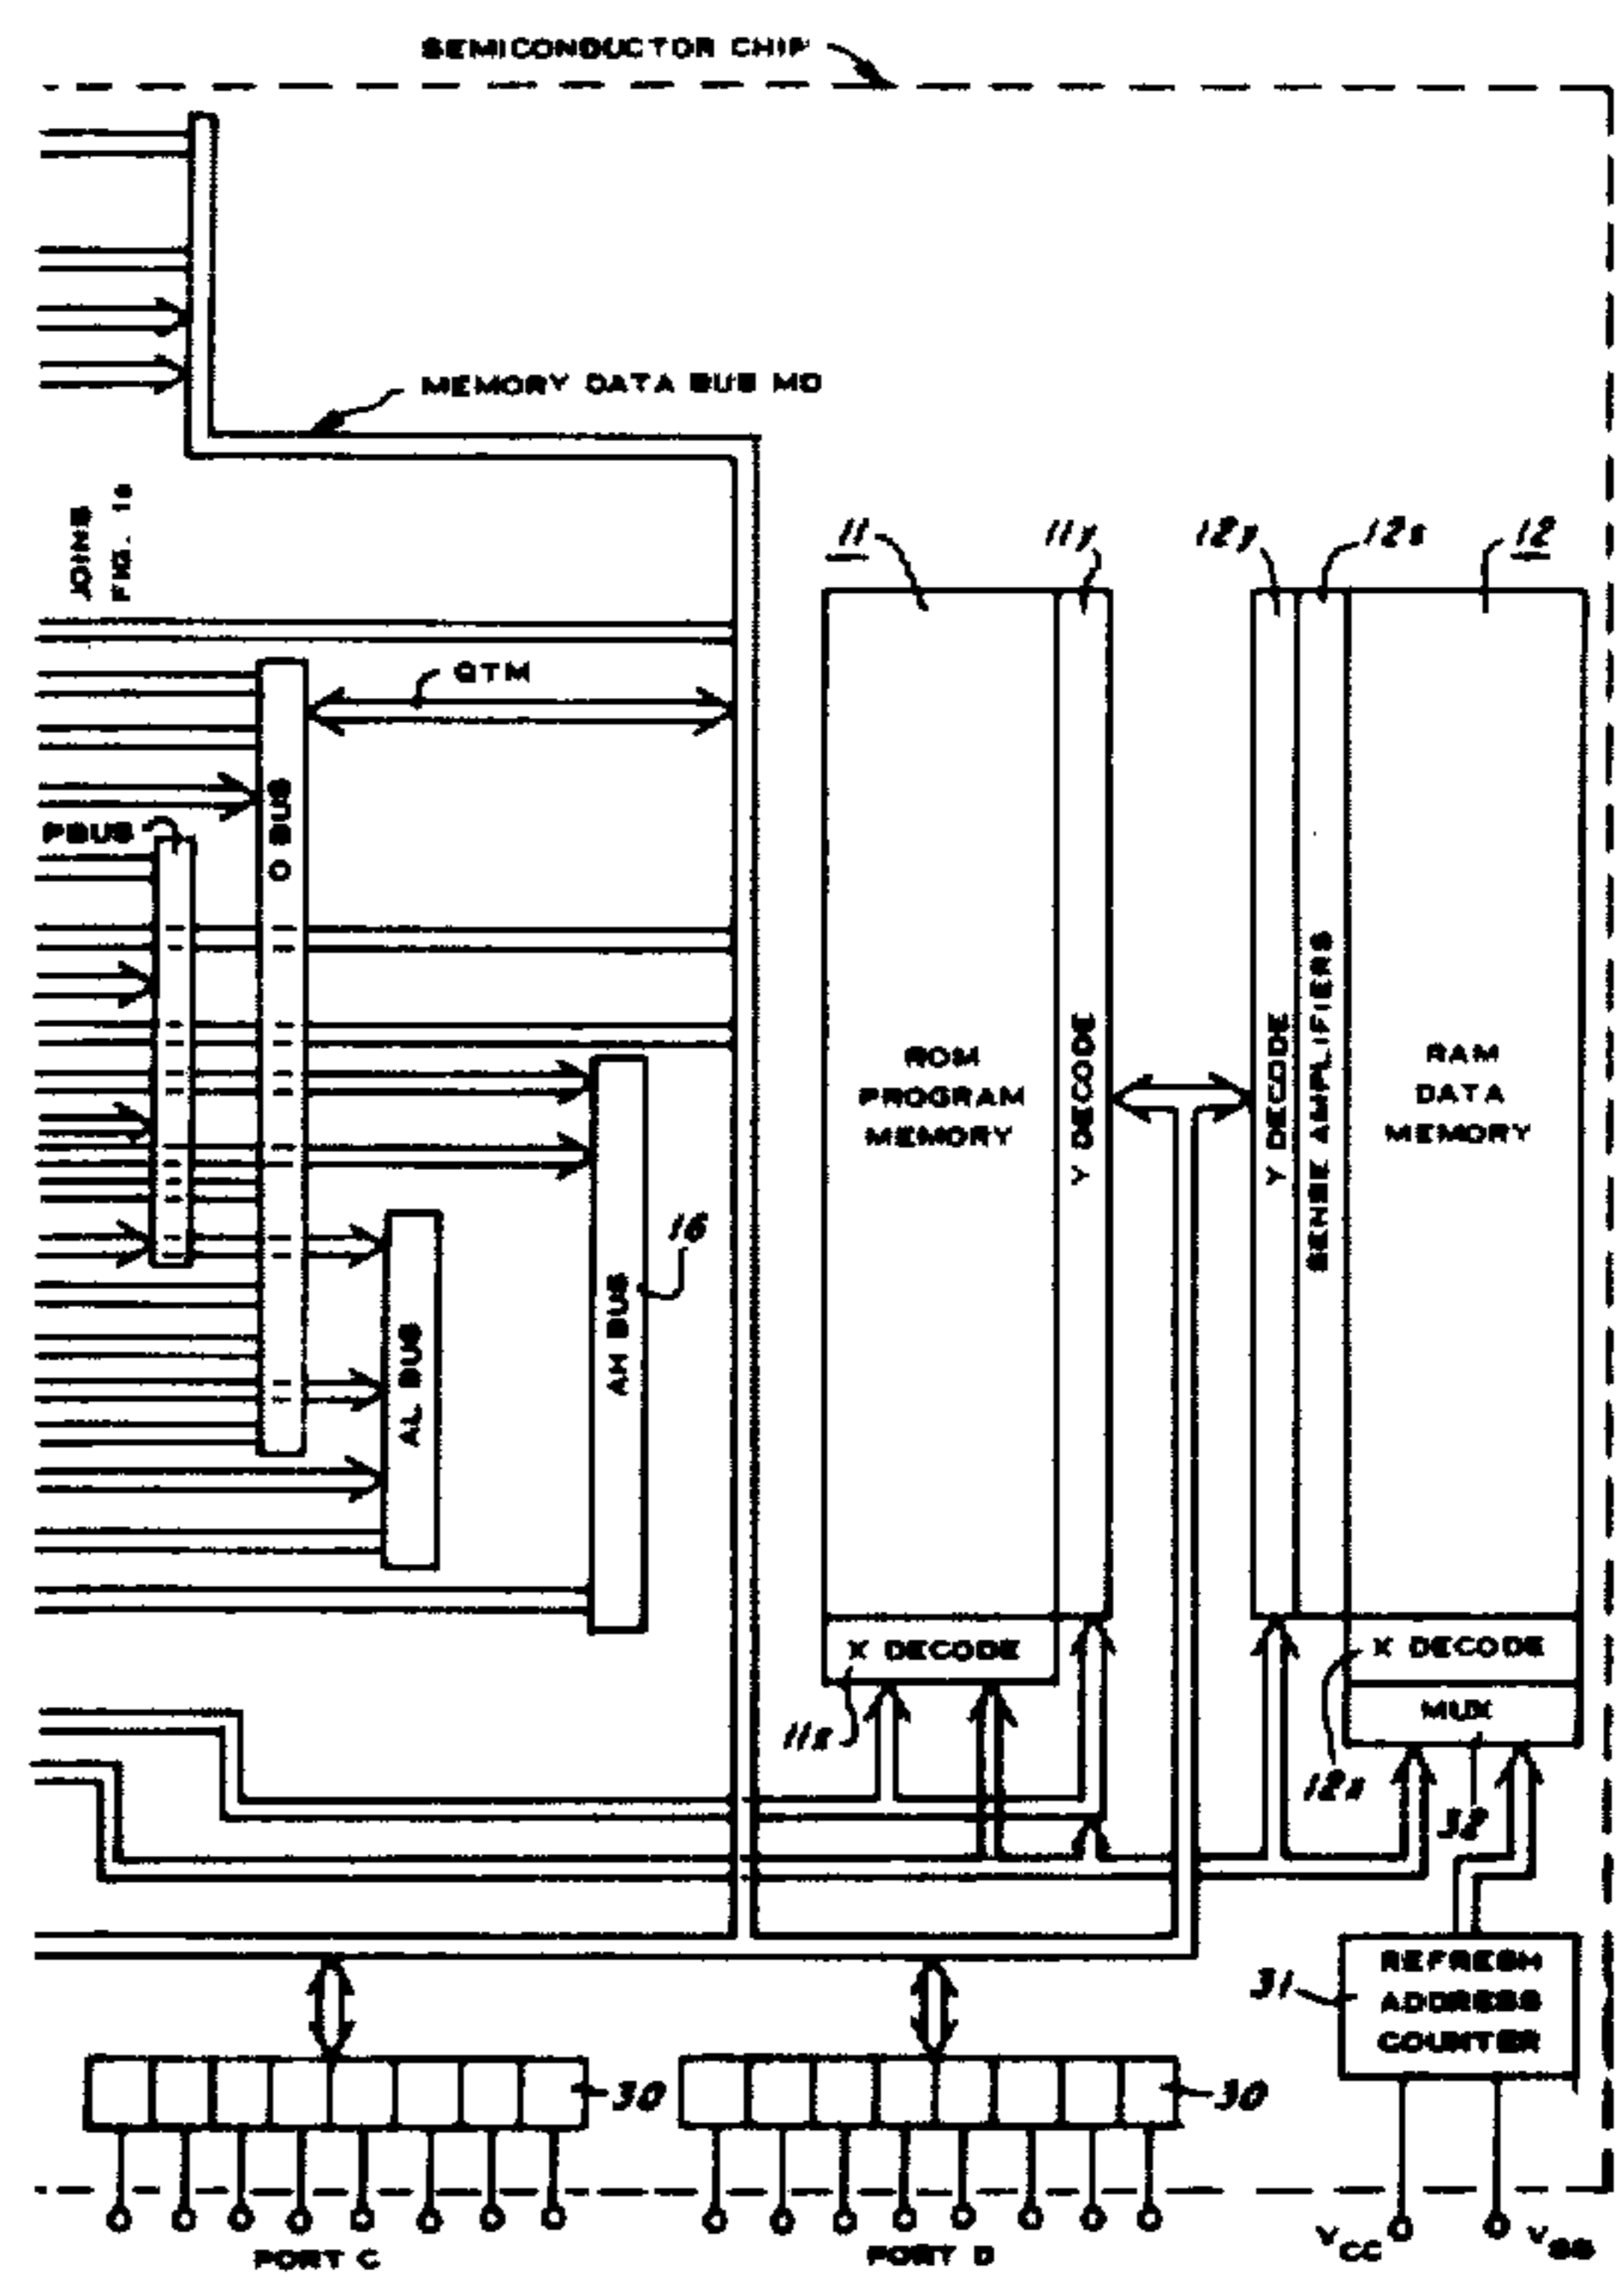 SEMICONDUCTOR CHIP
MEMORY DATA BUS MD
JOINS
FIG. 1a
11
11y
12y
12s
12
QTM
O BUS
PBUS
ROM
PROGRAM
MEMORY
Y DECODE
Y DECODE
SENSE AMPLIFIERS
RAM
DATA
MEMORY
16
AH BUS
AL BUS
X DECODE
X DECODE
MUX
11x
12x
32
31
REFRESH
ADDRESS
COUNTER
30
30
PORT C
PORT D
VCC
VSS